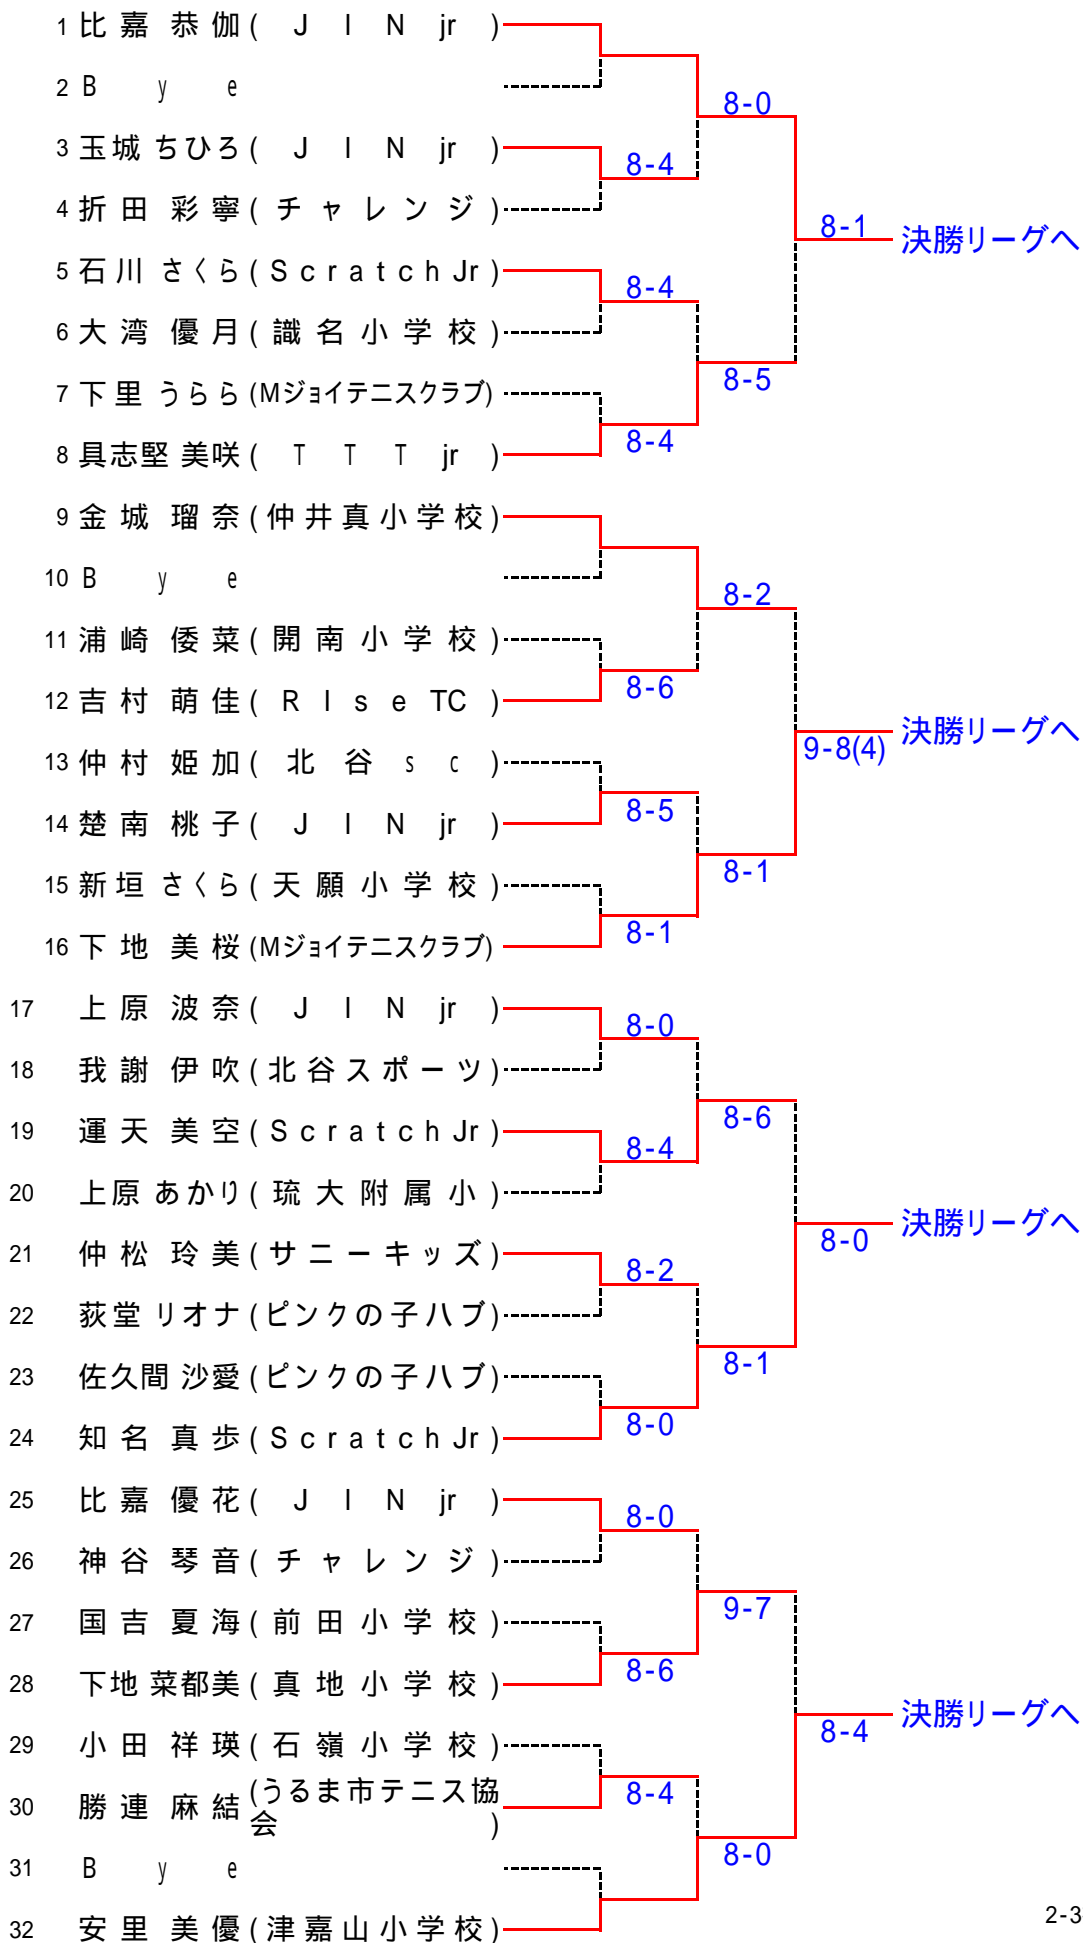 1 比嘉 恭伽 ( J I N jr )
2 B y e
8-0
3 玉城 ちひろ ( J I N jr )
8-4
4 折田 彩寧 ( チャレンジ )
8-1 決勝リーグへ
5 石川 さくら ( Scratch Jr )
8-4
6 大湾 優月 ( 識名小学校 )
8-5
7 下里 うらら (Mジョイテニスクラブ)
8-4
8 具志堅 美咲 ( T T T jr )
9 金城 瑠奈 ( 仲井真小学校 )
10 B y e
8-2
11 浦崎 倭菜 ( 開南小学校 )
8-6
12 吉村 萌佳 ( R I s e TC )
9-8(4) 決勝リーグへ
13 仲村 姫加 ( 北谷 s c )
8-5
14 楚南 桃子 ( J I N jr )
8-1
15 新垣 さくら ( 天願小学校 )
8-1
16 下地 美桜 (Mジョイテニスクラブ)
17 上原 波奈 ( J I N jr )
8-0
18 我謝 伊吹 ( 北谷スポーツ )
8-6
19 運天 美空 ( Scratch Jr )
8-4
20 上原 あかり ( 琉大附属小 )
8-0 決勝リーグへ
21 仲松 玲美 ( サニーキッズ )
8-2
22 荻堂 リオナ ( ピンクの子ハブ )
8-1
23 佐久間 沙愛 ( ピンクの子ハブ )
8-0
24 知名 真歩 ( Scratch Jr )
25 比嘉 優花 ( J I N jr )
8-0
26 神谷 琴音 ( チャレンジ )
9-7
27 国吉 夏海 ( 前田小学校 )
8-6
28 下地 菜都美 ( 真地小学校 )
8-4 決勝リーグへ
29 小田 祥瑛 ( 石嶺小学校 )
8-4
30 勝連 麻結 (うるま市テニス協
会 )
8-0
31 B y e
32 安里 美優 ( 津嘉山小学校 )
2-3